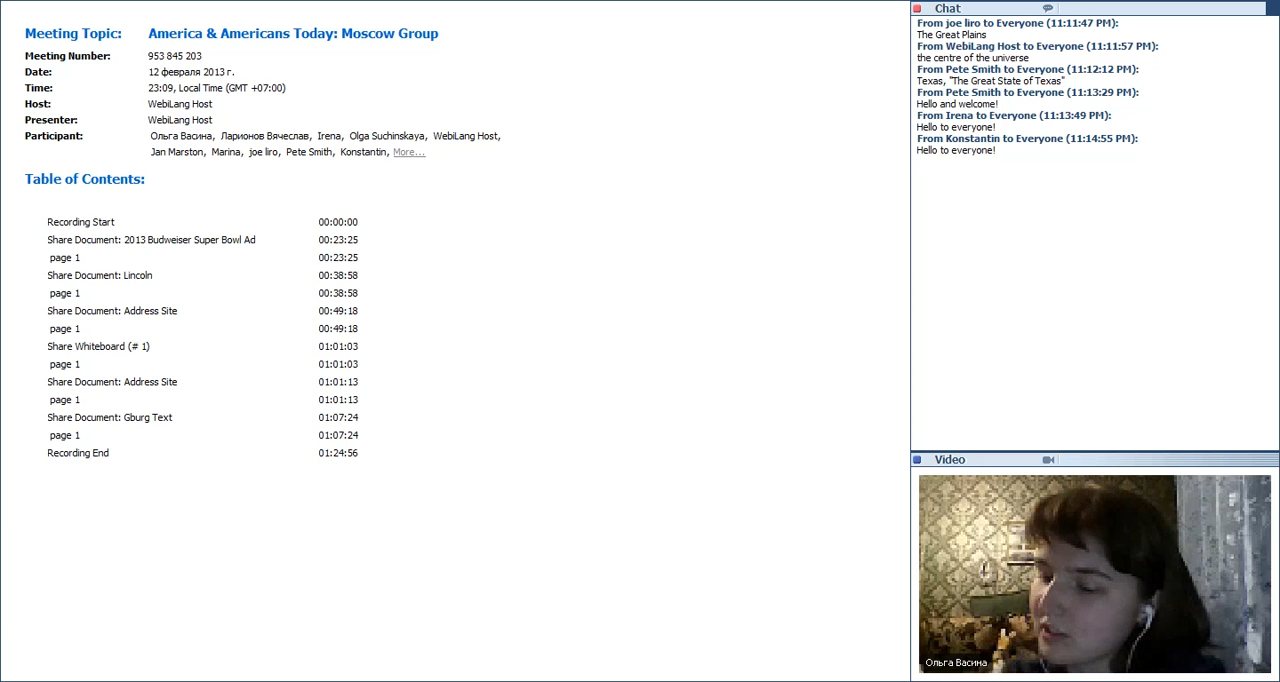 Meeting Topic: America & Americans Today: Moscow Group
Meeting Number: 953 845 203
Date: 12 февраля 2013 г.
Time: 23:09, Local Time (GMT +07:00)
Host: WebiLang Host
Presenter: WebiLang Host
Participant: Ольга Васина, Ларионов Вячеслав, Irena, Olga Suchinskaya, WebiLang Host,
Jan Marston, Marina, joe liro, Pete Smith, Konstantin, More...
Table of Contents:
Recording Start 00:00:00
Share Document: 2013 Budweiser Super Bowl Ad 00:23:25
page 1 00:23:25
Share Document: Lincoln 00:38:58
page 1 00:38:58
Share Document: Address Site 00:49:18
page 1 00:49:18
Share Whiteboard (# 1) 01:01:03
page 1 01:01:03
Share Document: Address Site 01:01:13
page 1 01:01:13
Share Document: Gburg Text 01:07:24
page 1 01:07:24
Recording End 01:24:56
Chat
From joe liro to Everyone (11:11:47 PM):
The Great Plains
From WebiLang Host to Everyone (11:11:57 PM):
the centre of the universe
From Pete Smith to Everyone (11:12:12 PM):
Texas, "The Great State of Texas"
From Pete Smith to Everyone (11:13:29 PM):
Hello and welcome!
From Irena to Everyone (11:13:49 PM):
Hello to everyone!
From Konstantin to Everyone (11:14:55 PM):
Hello to everyone!
Video
Ольга Васина